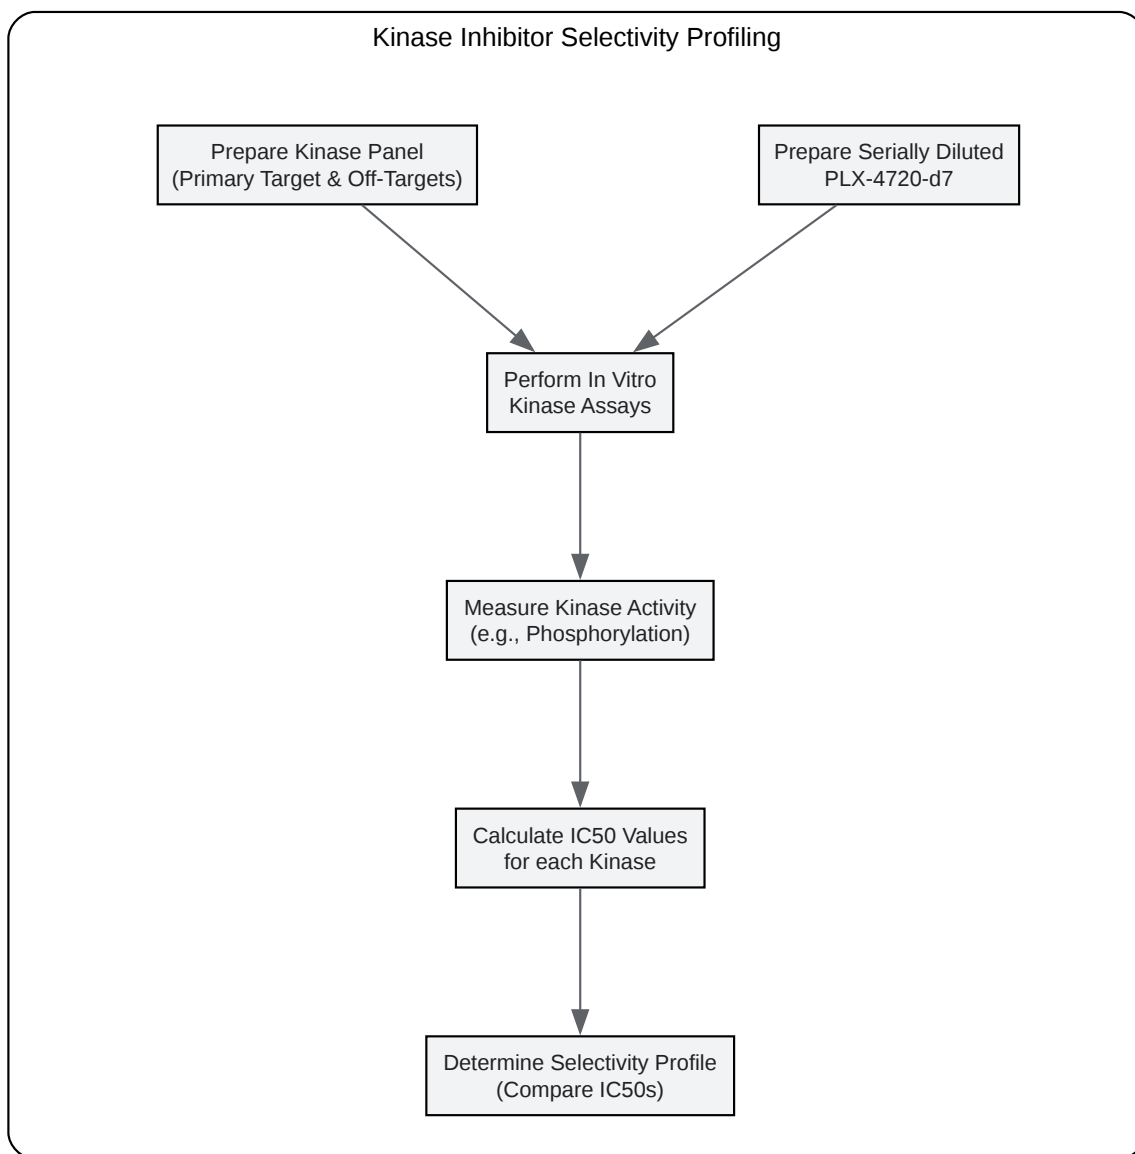 Kinase Inhibitor Selectivity Profiling
Prepare Kinase Panel
(Primary Target & Off-Targets)
Prepare Serially Diluted
PLX-4720-d7
Perform In Vitro
Kinase Assays
Measure Kinase Activity
(e.g., Phosphorylation)
Calculate IC50 Values
for each Kinase
Determine Selectivity Profile
(Compare IC50s)